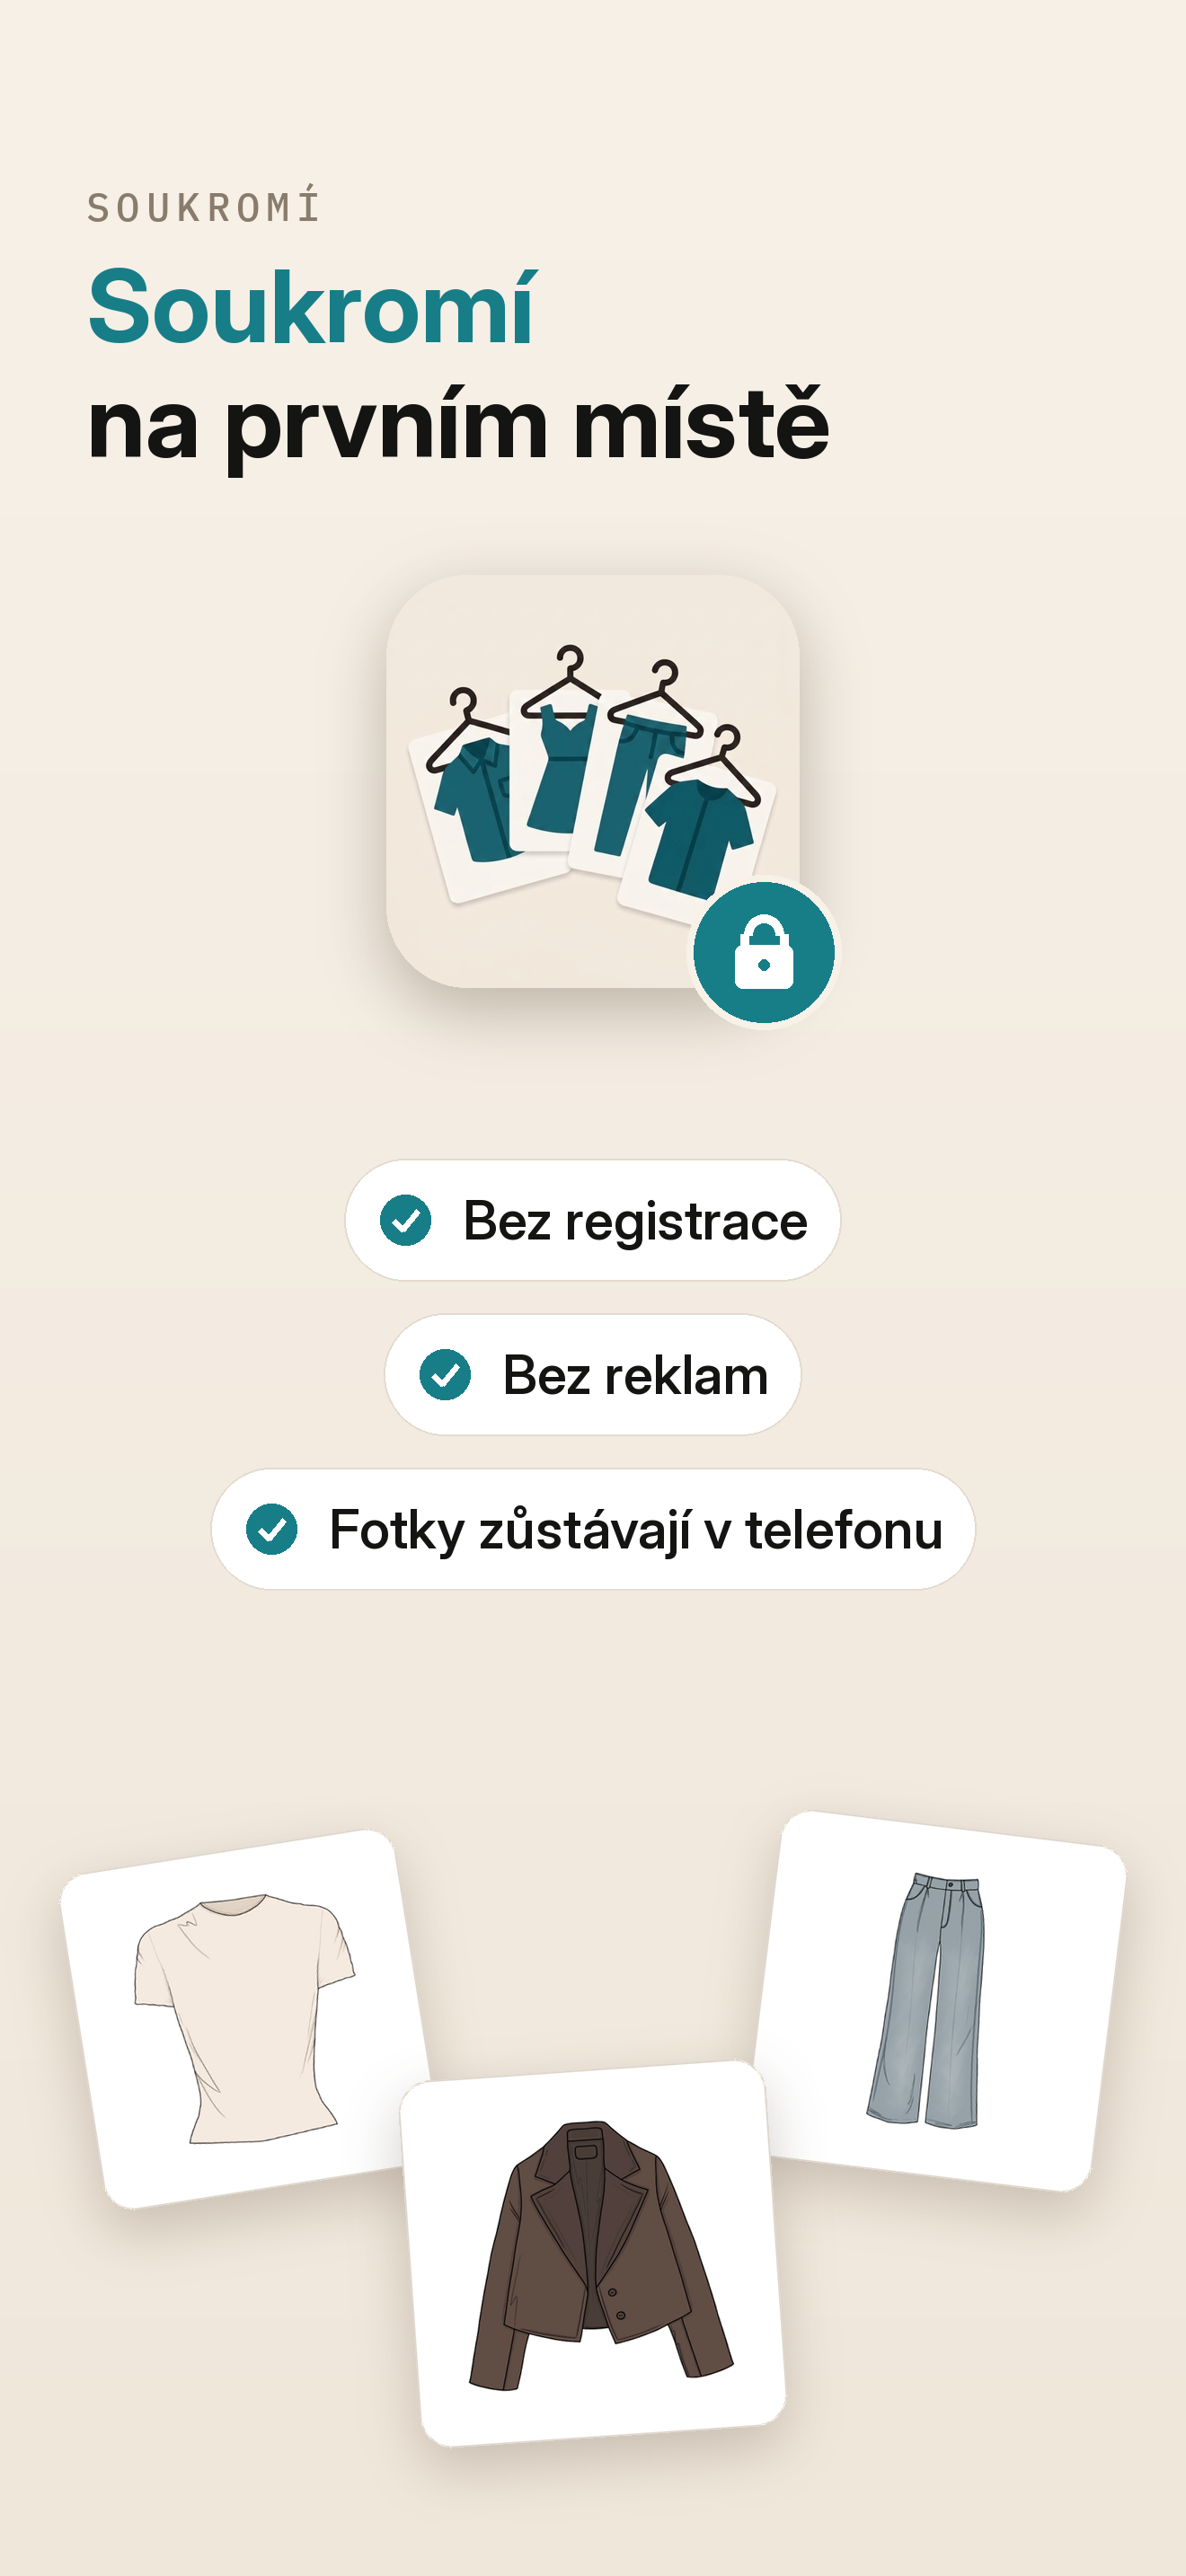 SOUKROMÍ
Soukromí
na prvním místě
Bez registrace
Bez reklam
Fotky zůstávají v telefonu